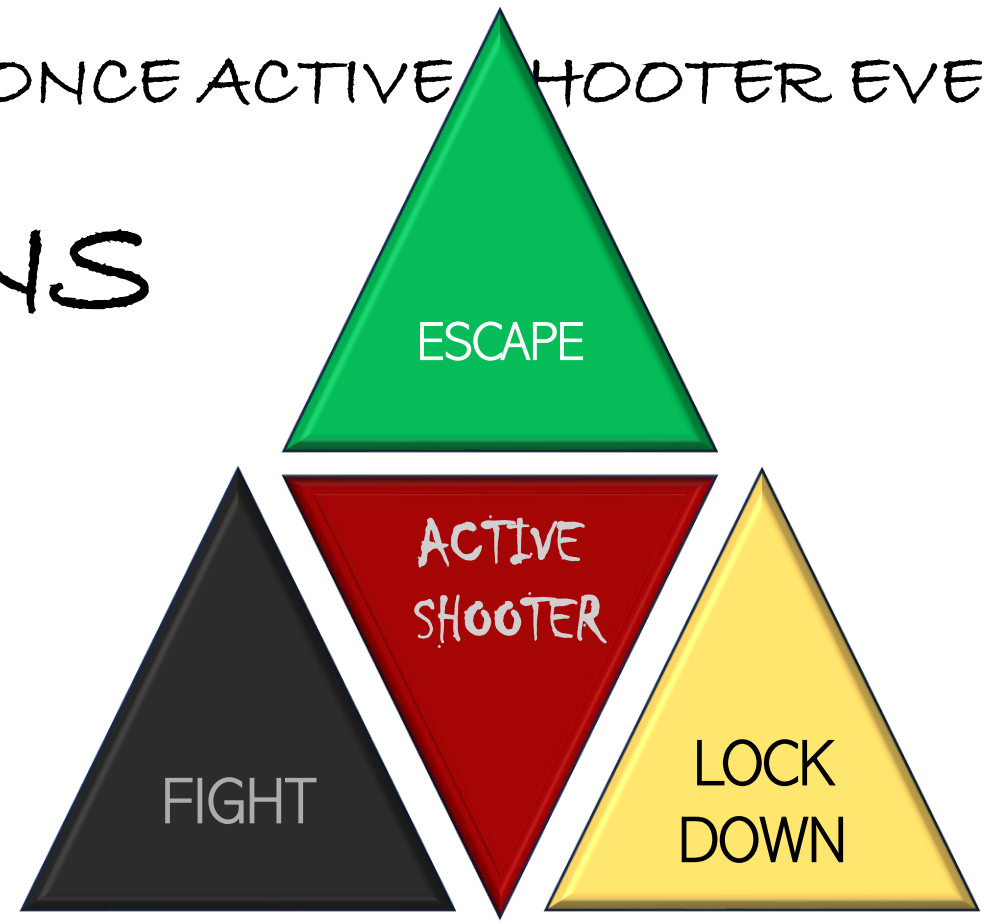 ONCE ACTIVE HOOTER EVE
NS
ESCAPE
ACTIVE
SHOOTER
FIGHT
LOCK
DOWN